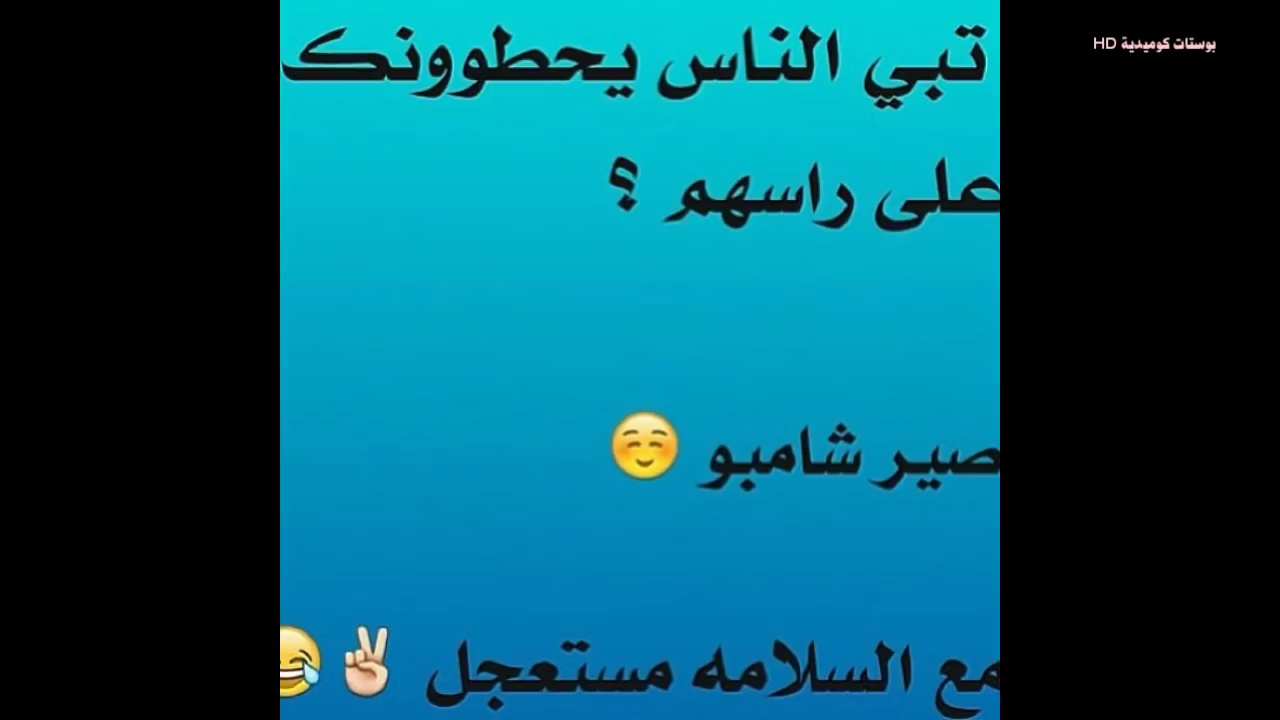 بوستات كوميدية HD
تبي الناس يحطوونك
على راسهم ؟
صير شامبو ☺️
مع السلامه مستعجل ✌🏻😂